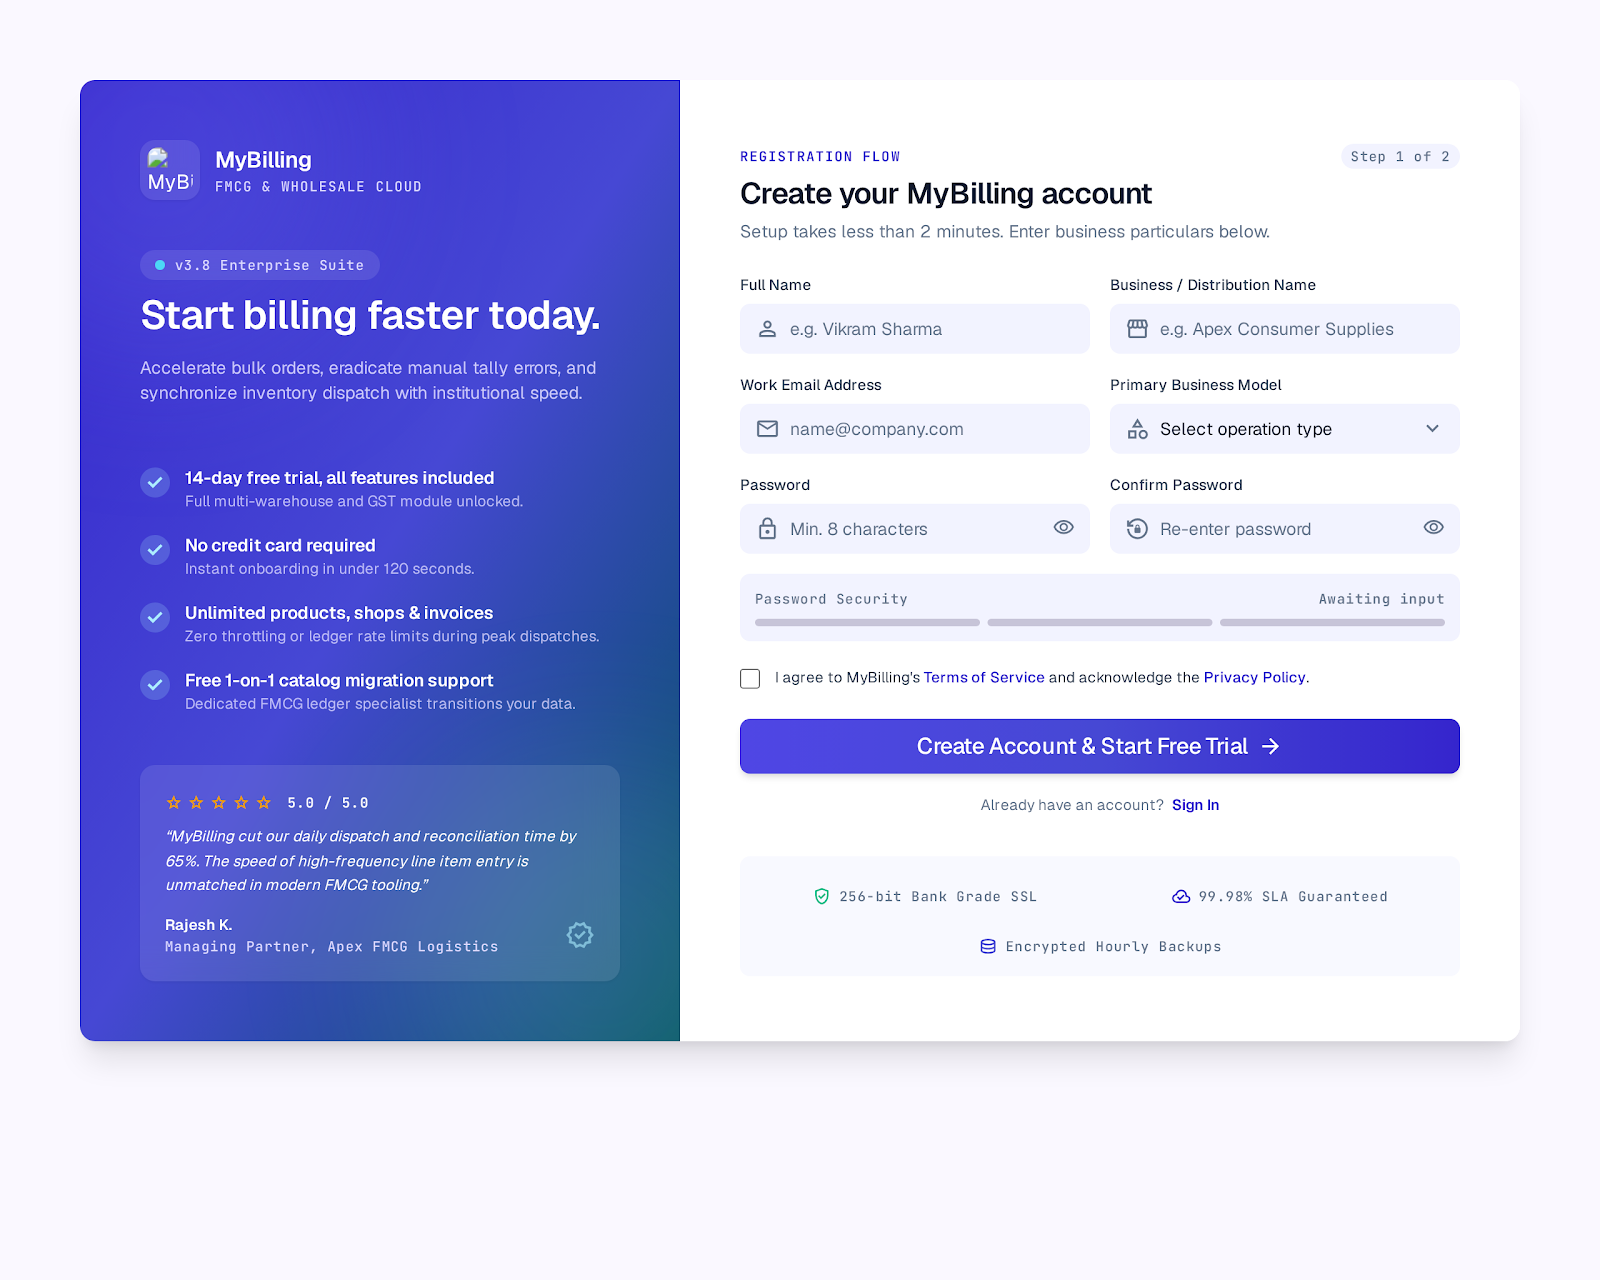 MyBi
MyBilling
FMCG & WHOLESALE CLOUD
v3.8 Enterprise Suite
Start billing faster today.
Accelerate bulk orders, eradicate manual tally errors, and
synchronize inventory dispatch with institutional speed.
14-day free trial, all features included
Full multi-warehouse and GST module unlocked.
No credit card required
Instant onboarding in under 120 seconds.
Unlimited products, shops & invoices
Zero throttling or ledger rate limits during peak dispatches.
Free 1-on-1 catalog migration support
Dedicated FMCG ledger specialist transitions your data.
5.0 / 5.0
“MyBilling cut our daily dispatch and reconciliation time by
65%. The speed of high-frequency line item entry is
unmatched in modern FMCG tooling.”
Rajesh K.
Managing Partner, Apex FMCG Logistics
REGISTRATION FLOW
Step 1 of 2
Create your MyBilling account
Setup takes less than 2 minutes. Enter business particulars below.
Full Name
Business / Distribution Name
e.g. Vikram Sharma
e.g. Apex Consumer Supplies
Work Email Address
Primary Business Model
name@company.com
Select operation type
Password
Confirm Password
Min. 8 characters
Re-enter password
Password Security
Awaiting input
I agree to MyBilling's Terms of Service and acknowledge the Privacy Policy.
Create Account & Start Free Trial
Already have an account? Sign In
256-bit Bank Grade SSL
99.98% SLA Guaranteed
Encrypted Hourly Backups